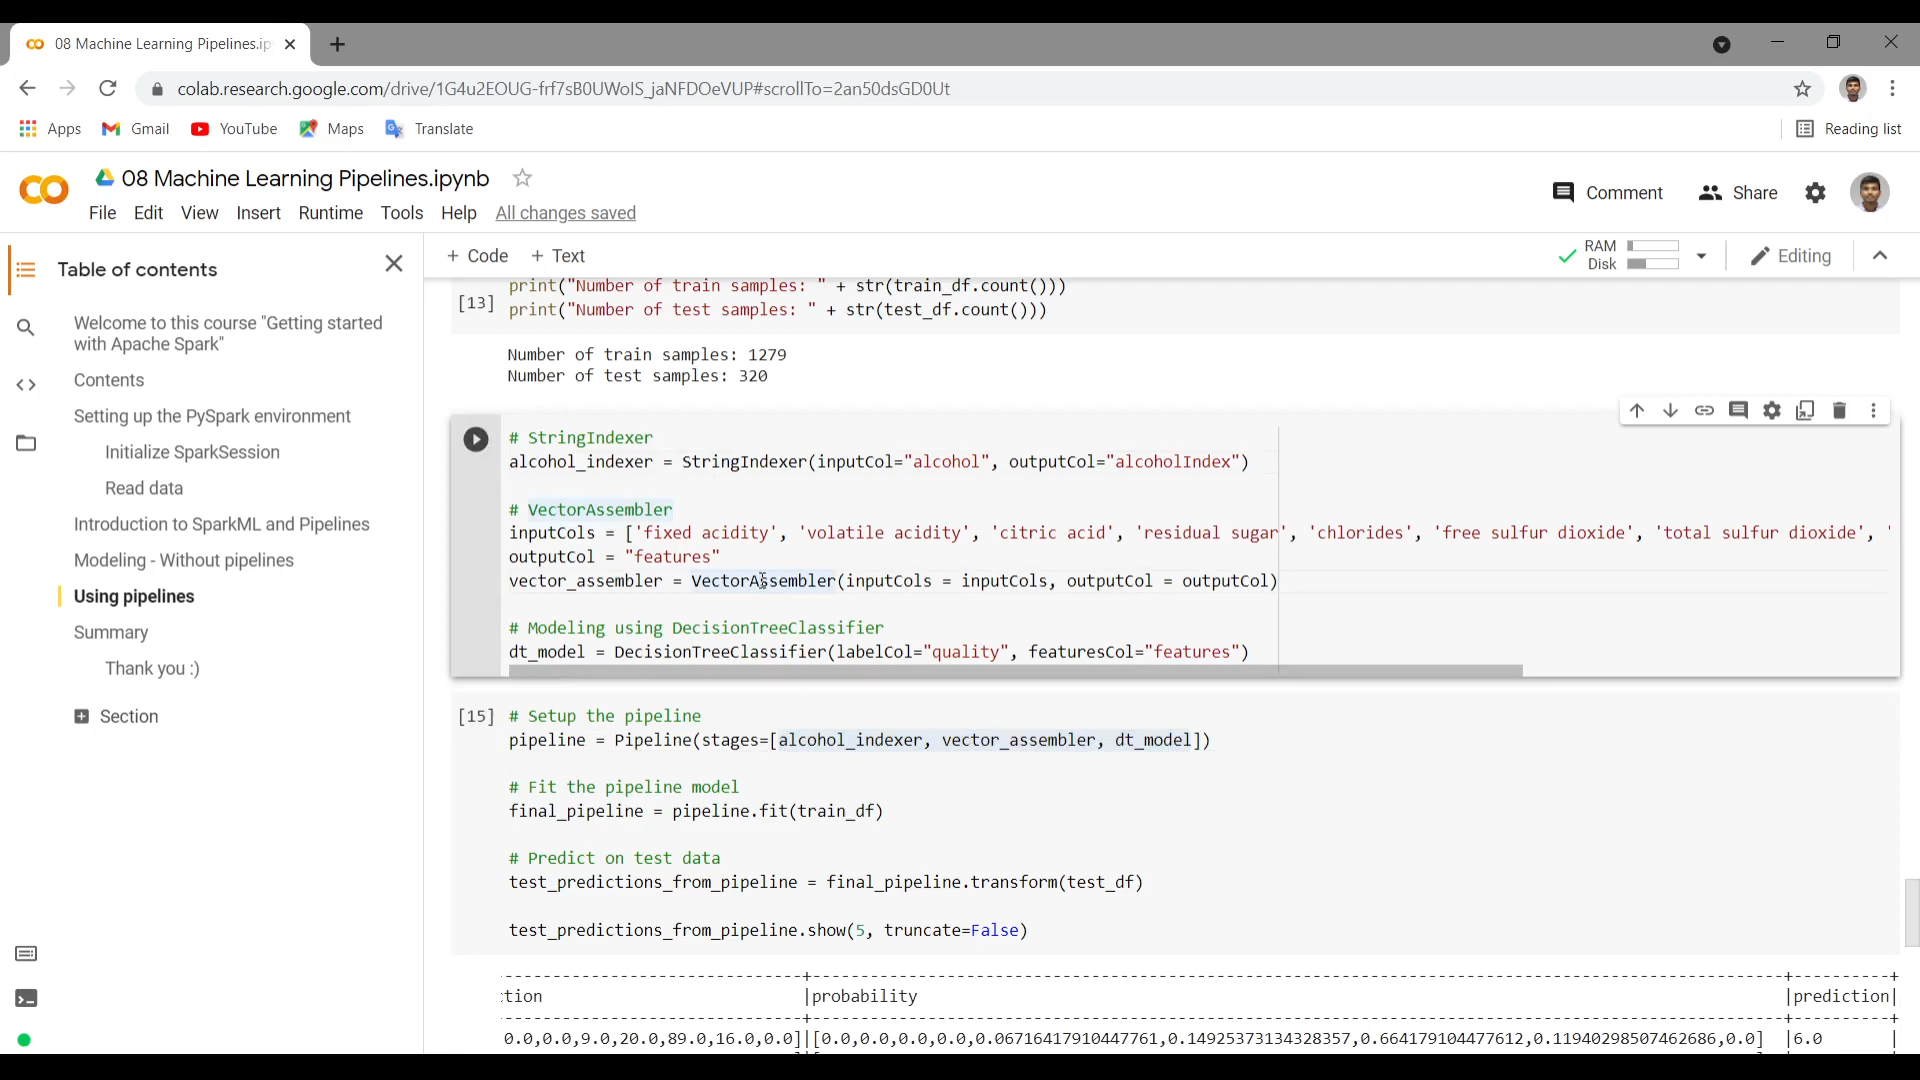 08 Machine Learning Pipelines.ip
colab.research.google.com/drive/1G4u2EOUG-frf7sB0UWoIS_jaNFDOeVUP#scrollTo=2an50dsGD0Ut
Apps Gmail YouTube Maps Translate Reading list
08 Machine Learning Pipelines.ipynb
Comment Share
File Edit View Insert Runtime Tools Help All changes saved
Table of contents
+ Code + Text
RAM
Disk
Editing
Welcome to this course "Getting started
with Apache Spark"
Contents
Setting up the PySpark environment
Initialize SparkSession
Read data
Introduction to SparkML and Pipelines
Modeling - Without pipelines
Using pipelines
Summary
Thank you :)
Section
[13]
print("Number of train samples: " + str(train_df.count()))
print("Number of test samples: " + str(test_df.count()))
Number of train samples: 1279
Number of test samples: 320
# StringIndexer
alcohol_indexer = StringIndexer(inputCol="alcohol", outputCol="alcoholIndex")
# VectorAssembler
inputCols = ['fixed acidity', 'volatile acidity', 'citric acid', 'residual sugar', 'chlorides', 'free sulfur dioxide', 'total sulfur dioxide', '
outputCol = "features"
vector_assembler = VectorAssembler(inputCols = inputCols, outputCol = outputCol)
# Modeling using DecisionTreeClassifier
dt_model = DecisionTreeClassifier(labelCol="quality", featuresCol="features")
[15] # Setup the pipeline
pipeline = Pipeline(stages=[alcohol_indexer, vector_assembler, dt_model])
# Fit the pipeline model
final_pipeline = pipeline.fit(train_df)
# Predict on test data
test_predictions_from_pipeline = final_pipeline.transform(test_df)
test_predictions_from_pipeline.show(5, truncate=False)
tion |probability |prediction|
0.0,0.0,9.0,20.0,89.0,16.0,0.0]|[0.0,0.0,0.0,0.0,0.06716417910447761,0.14925373134328357,0.664179104477612,0.11940298507462686,0.0] |6.0 |